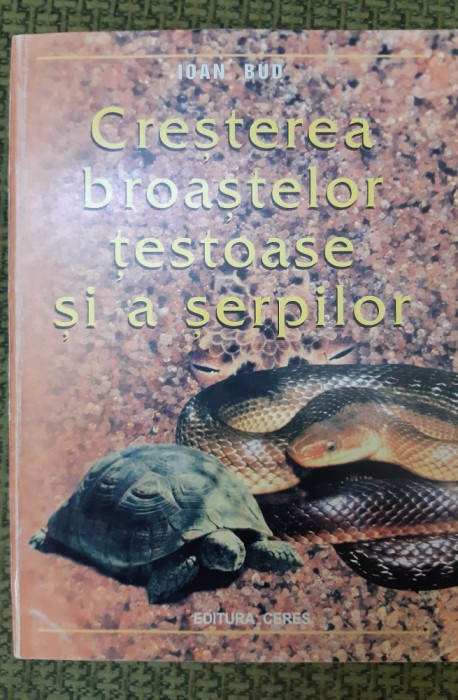 IOAN BUD
Creșterea
broaștelor
țestoase
și a șerpilor
EDITURA CERES